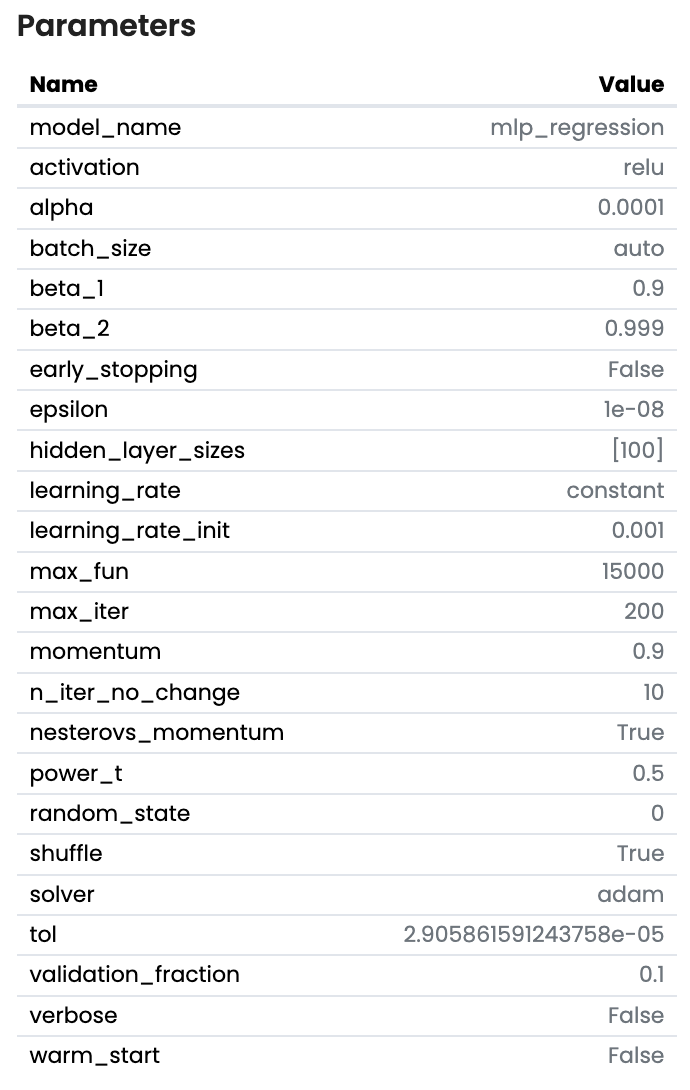 Parameters
Name Value
model_name mlp_regression
activation relu
alpha 0.0001
batch_size auto
beta_1 0.9
beta_2 0.999
early_stopping False
epsilon 1e-08
hidden_layer_sizes [100]
learning_rate constant
learning_rate_init 0.001
max_fun 15000
max_iter 200
momentum 0.9
n_iter_no_change 10
nesterovs_momentum True
power_t 0.5
random_state 0
shuffle True
solver adam
tol 2.905861591243758e-05
validation_fraction 0.1
verbose False
warm_start False